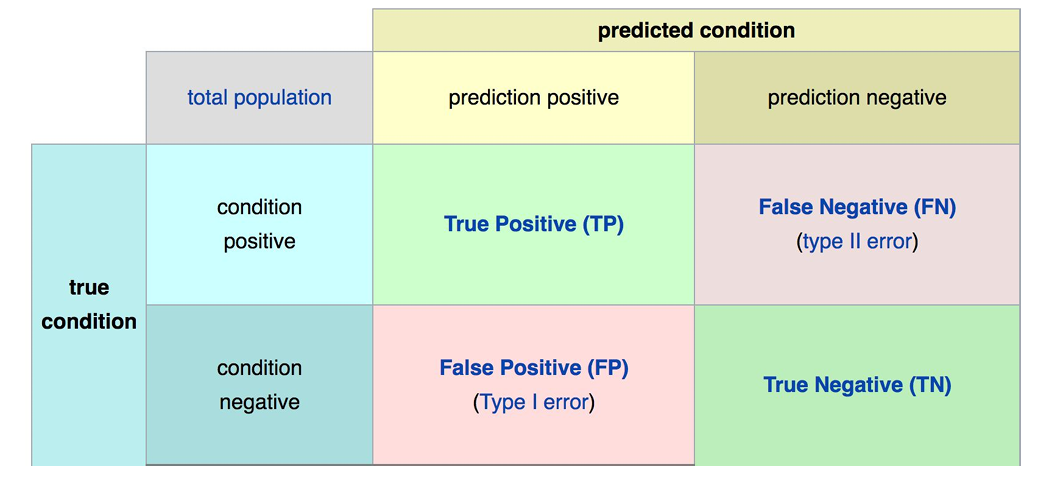 predicted condition
total population
prediction positive
prediction negative
true
condition
condition
positive
True Positive (TP)
False Negative (FN)
(type II error)
condition
negative
False Positive (FP)
(Type I error)
True Negative (TN)